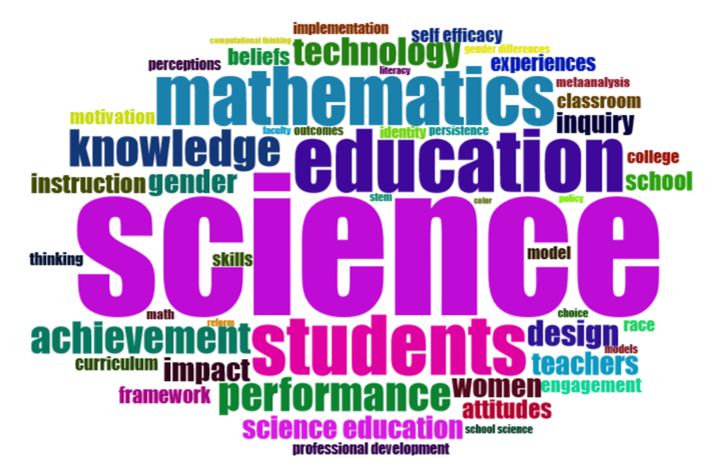 implementation
self efficacy
computational thinking
technology
gender differences
beliefs
perceptions
literacy
experiences
mathematics
metaanalysis
classroom
motivation
inquiry
faculty
outcomes
identity
persistence
knowledge
education
college
instruction
gender
school
stem
color
policy
science
thinking
skills
model
math
choice
reform
race
achievement
students
design
models
curriculum
impact
teachers
framework
performance
women
engagement
attitudes
science education
school science
professional development